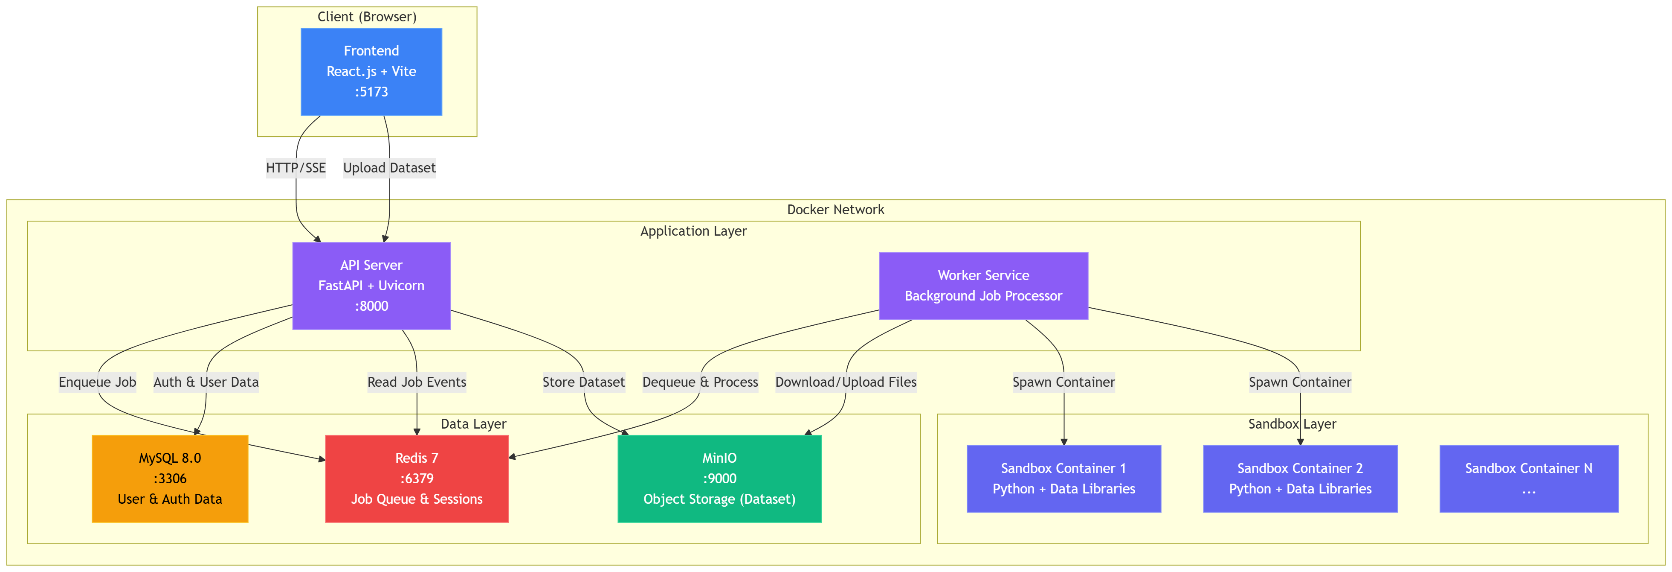 Client (Browser)
Frontend
React.js + Vite
:5173
HTTP/SSE
Upload Dataset
Docker Network
Application Layer
API Server
FastAPI + Uvicorn
:8000
Worker Service
Background Job Processor
Enqueue Job
Auth & User Data
Read Job Events
Store Dataset
Dequeue & Process
Download/Upload Files
Spawn Container
Spawn Container
Data Layer
MySQL 8.0
:3306
User & Auth Data
Redis 7
:6379
Job Queue & Sessions
MinIO
:9000
Object Storage (Dataset)
Sandbox Layer
Sandbox Container 1
Python + Data Libraries
Sandbox Container 2
Python + Data Libraries
Sandbox Container N
...